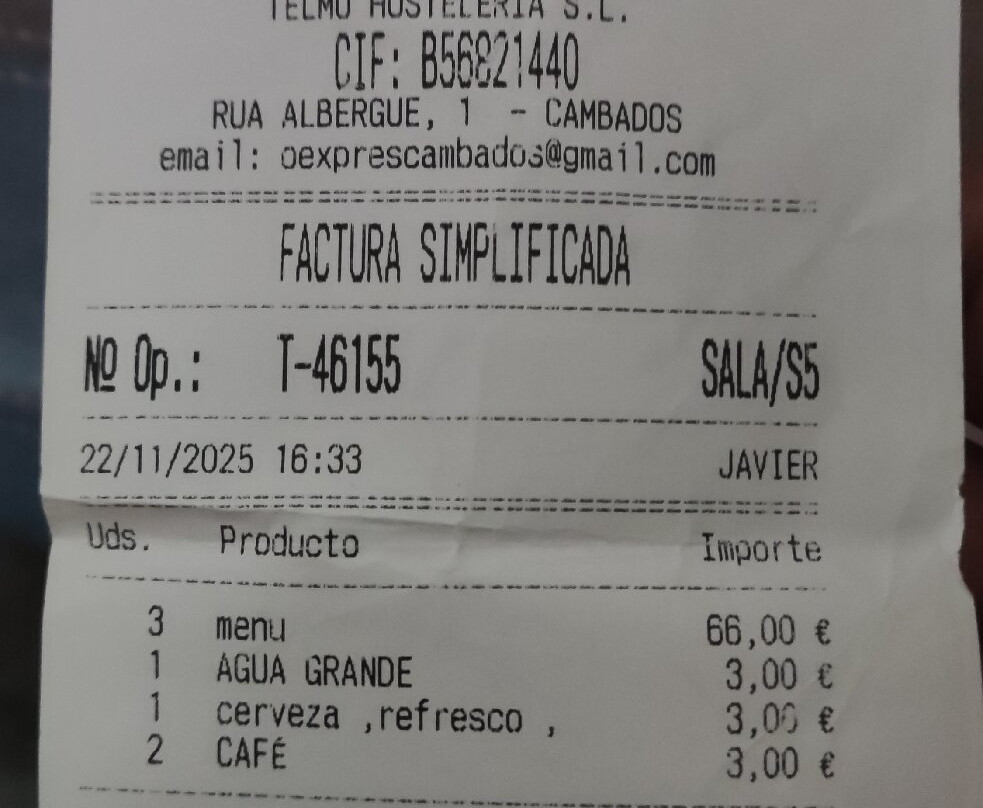 TELMO HOSTELERIA S.L.
CIF: B56821440
RUA ALBERGUE, 1 - CAMBADOS
email: oexprescambados@gmail.com
FACTURA SIMPLIFICADA
Nº Op.: T-46155 SALA/S5
22/11/2025 16:33 JAVIER
Uds. Producto Importe
3 menu 66,00 €
1 AGUA GRANDE 3,00 €
1 cerveza ,refresco , 3,00 €
2 CAFÉ 3,00 €